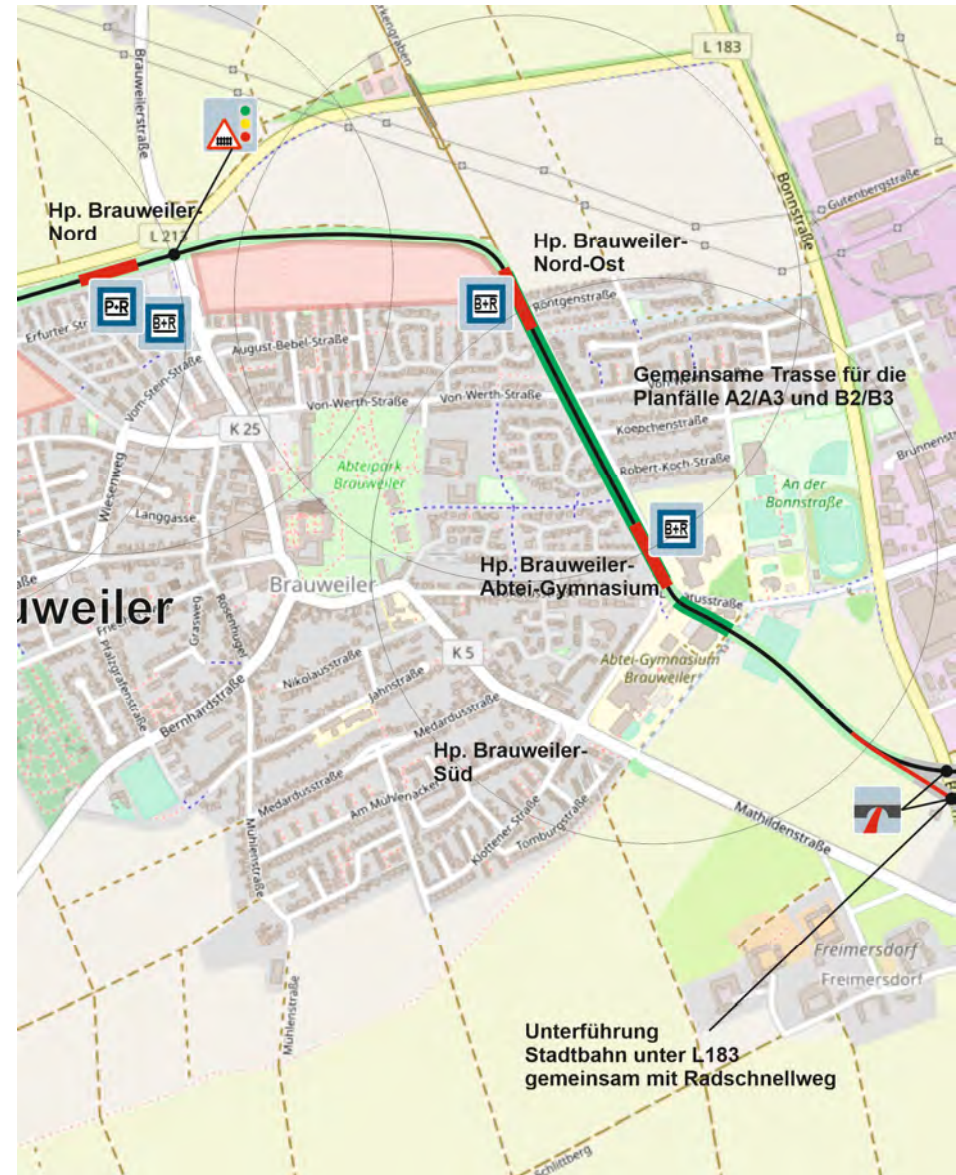 L 183
Brauweilerstraße
Hp. Brauweiler-
Nord
L 213
Bonnstraße
Gutenbergstraße
Hp. Brauweiler-
Nord-Ost
P+R
B+R
B+R
Röntgenstraße
Erfurter Str
August-Bebel-Straße
Vom-Stein-Straße
Gemeinsame Trasse für die
Planfälle A2/A3 und B2/B3
Von-Werth-Straße
Von-Werth-Straße
K 25
Koepchenstraße
Robert-Koch-Straße
Brunnenst
Wiesenweg
Abteipark
Brauweiler
An der
Bonnstraße
Langgasse
B+R
Hp. Brauweiler-
Abtei-Gymnasium
Brauweiler
uweiler
Rosenhügel
atusstraße
K 5
Abtei-Gymnasium
Brauweiler
Pfalzgrafenstraße
Nikolausstraße
Jahnstraße
Bernhardstraße
Medardusstraße
Hp. Brauweiler-
Süd
Medardusstraße
Am Mühlenacker
Klottener Straße
Tomburgstraße
Mathildenstraße
Mühlenstraße
Freimersdorf
Freimersdorf
Mühlenstraße
Unterführung
Stadtbahn unter L183
gemeinsam mit Radschnellweg
Schlittberg